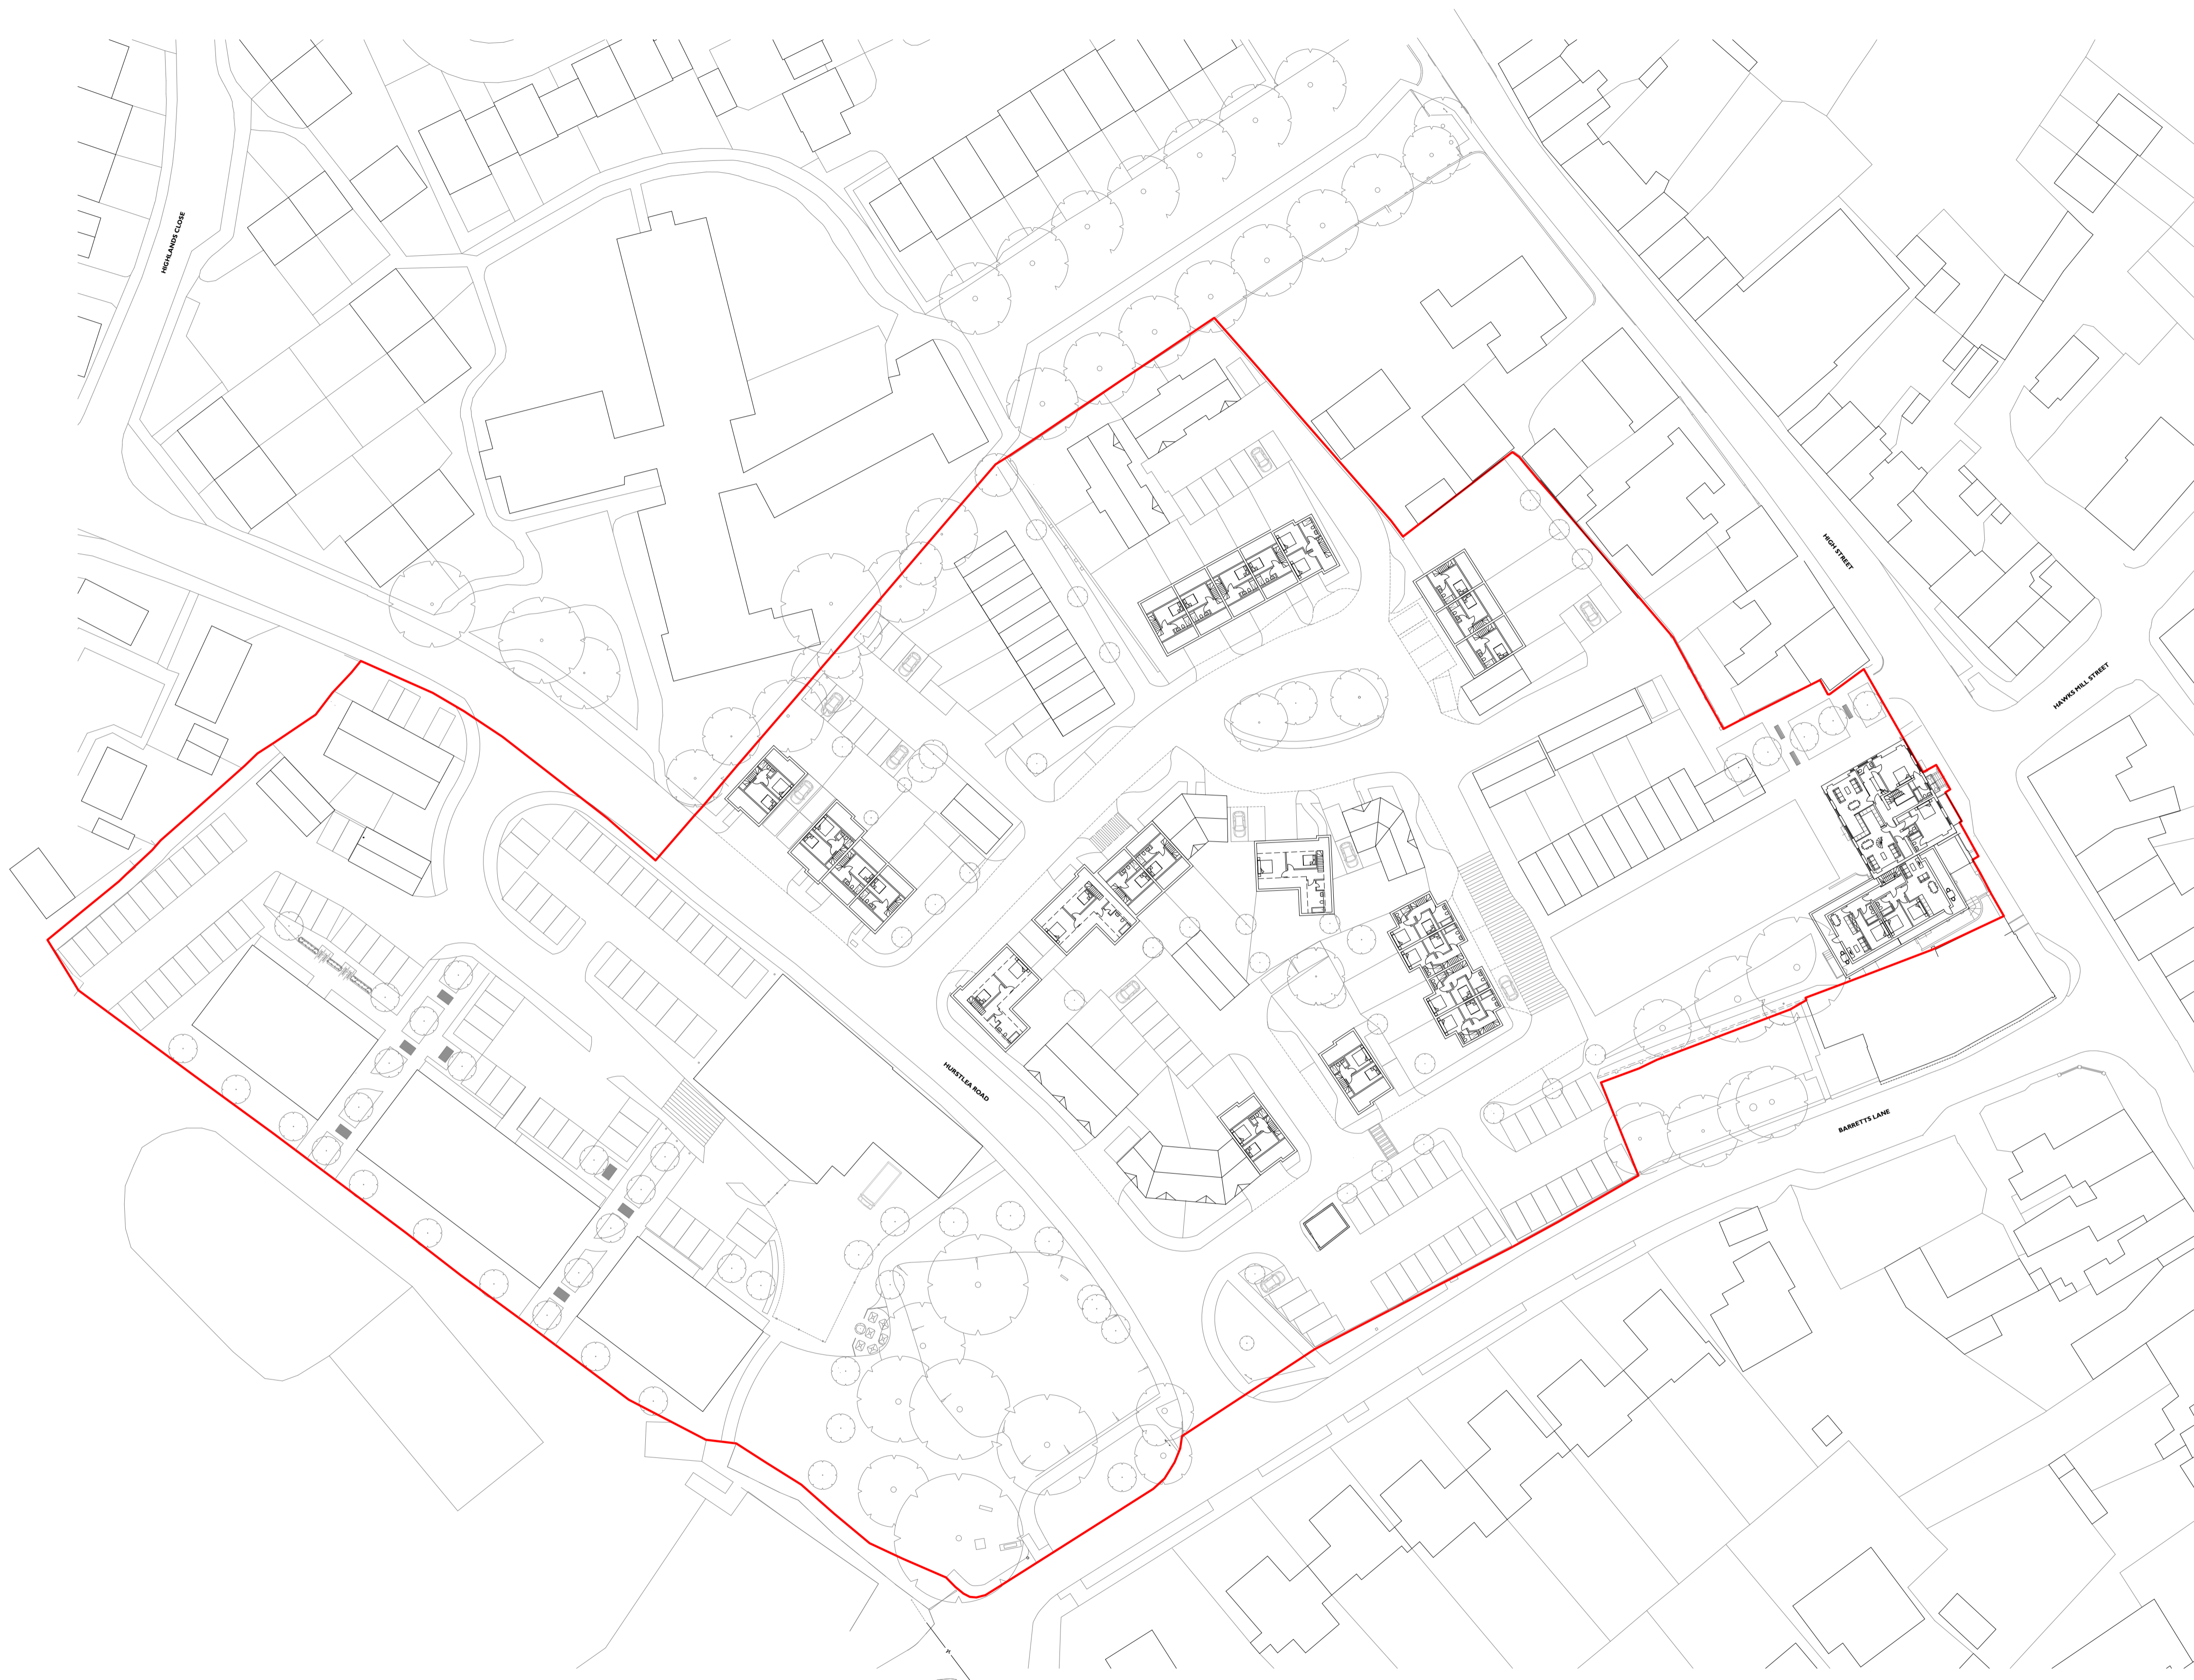 HIGHLANDS CLOSE
HIGH STREET
HAWKS MILL STREET
HURSTLEA ROAD
BARRETTS LANE